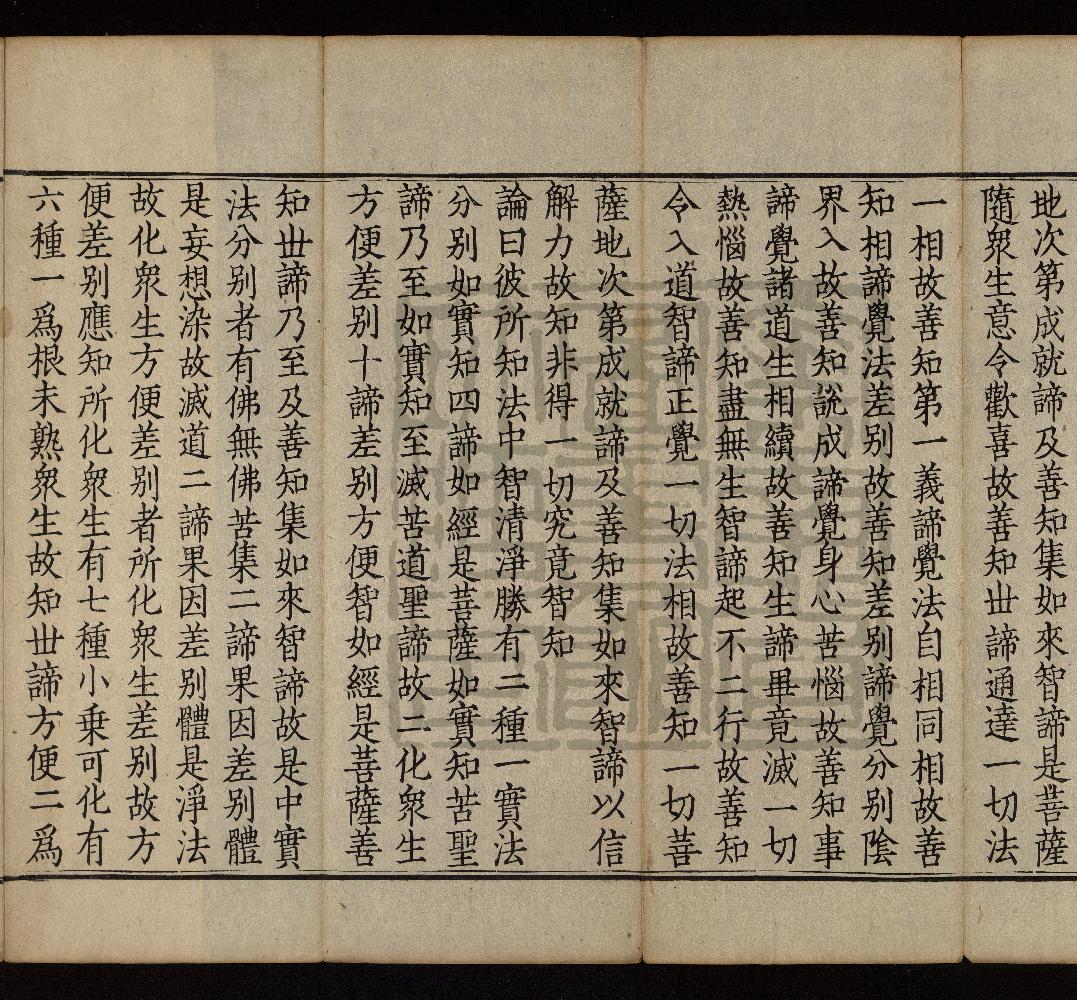 地次第成就諦及善知集如來智諦是菩薩
隨衆生意令歡喜故善知世諦通達一切法
一相故善知第一義諦覺法自相同相故善
知相諦覺法差别故善知差别諦覺分别陰
界入故善知說成諦覺身心苦惱故善知事
諦覺諸道生相續故善知生諦畢竟滅一切
熱惱故善知盡無生智諦起不二行故善知
令入道智諦正覺一切法相故善知一切菩
薩地次第成就諦及善知集如來智諦以信
解力故知非得一切究竟智知
論曰彼所知法中智清淨勝有二種一實法
分别如實知四諦如經是菩薩如實知苦聖
諦乃至如實知至滅苦道聖諦故二化衆生
方便差别十諦差别方便智如經是菩薩善
知世諦乃至及善知集如來智諦故是中實
法分别者有佛無佛苦集二諦果因差别體
是妄想染故滅道二諦果因差别體是淨法
故化衆生方便差别者所化衆生差别故方
便差别應知所化衆生有七種小乗可化有
六種一爲根未熟衆生故知世諦方便二爲